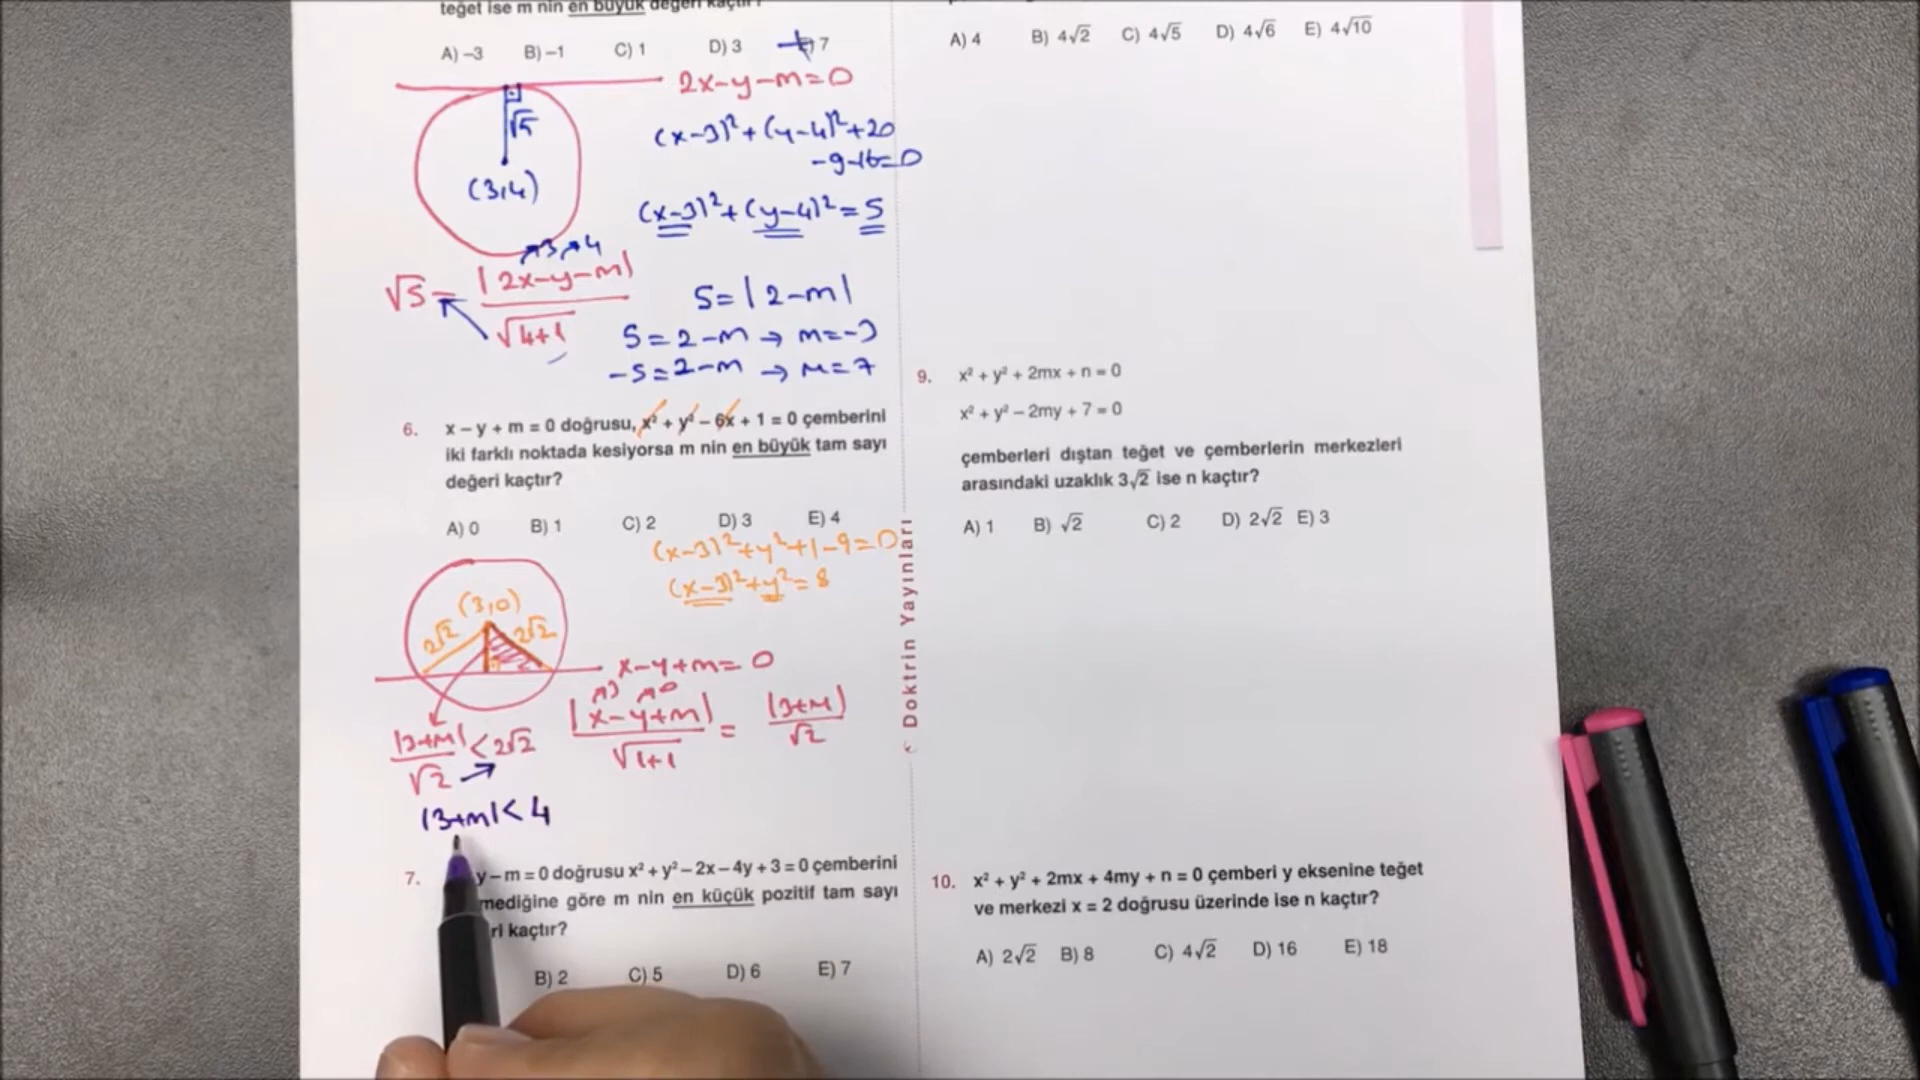 teğet ise m nin en büyük değeri kaçtır?
A) –3 B) –1 C) 1 D) 3 E) 7
2x-y-m=0
√5
(3,4)
(x-3)²+(y-4)²+20
-9-16=0
(x-3)²+(y-4)²=5
3 4
√5 = |2x-y-m|
√4+1
5=|2-m|
5=2-m → m=-3
-5=2-m → m=7
6. x – y + m = 0 doğrusu, x² + y² – 6x + 1 = 0 çemberini
iki farklı noktada kesiyorsa m nin en büyük tam sayı
değeri kaçtır?
A) 0 B) 1 C) 2 D) 3 E) 4
(x-3)²+y²+1-9=0
(x-3)²+y²=8
(3,0)
2√2 2√2
x-y+m=0
3 0
|x-y+m| = |3+m|
√1+1 √2
|3+m| < 2√2
√2
|3+m|<4
7. y – m = 0 doğrusu x² + y² – 2x – 4y + 3 = 0 çemberini
mediğine göre m nin en küçük pozitif tam sayı
ri kaçtır?
B) 2 C) 5 D) 6 E) 7
Doktrin Yayınları
A) 4 B) 4√2 C) 4√5 D) 4√6 E) 4√10
9. x² + y² + 2mx + n = 0
x² + y² – 2my + 7 = 0
çemberleri dıştan teğet ve çemberlerin merkezleri
arasındaki uzaklık 3√2 ise n kaçtır?
A) 1 B) √2 C) 2 D) 2√2 E) 3
10. x² + y² + 2mx + 4my + n = 0 çemberi y eksenine teğet
ve merkezi x = 2 doğrusu üzerinde ise n kaçtır?
A) 2√2 B) 8 C) 4√2 D) 16 E) 18